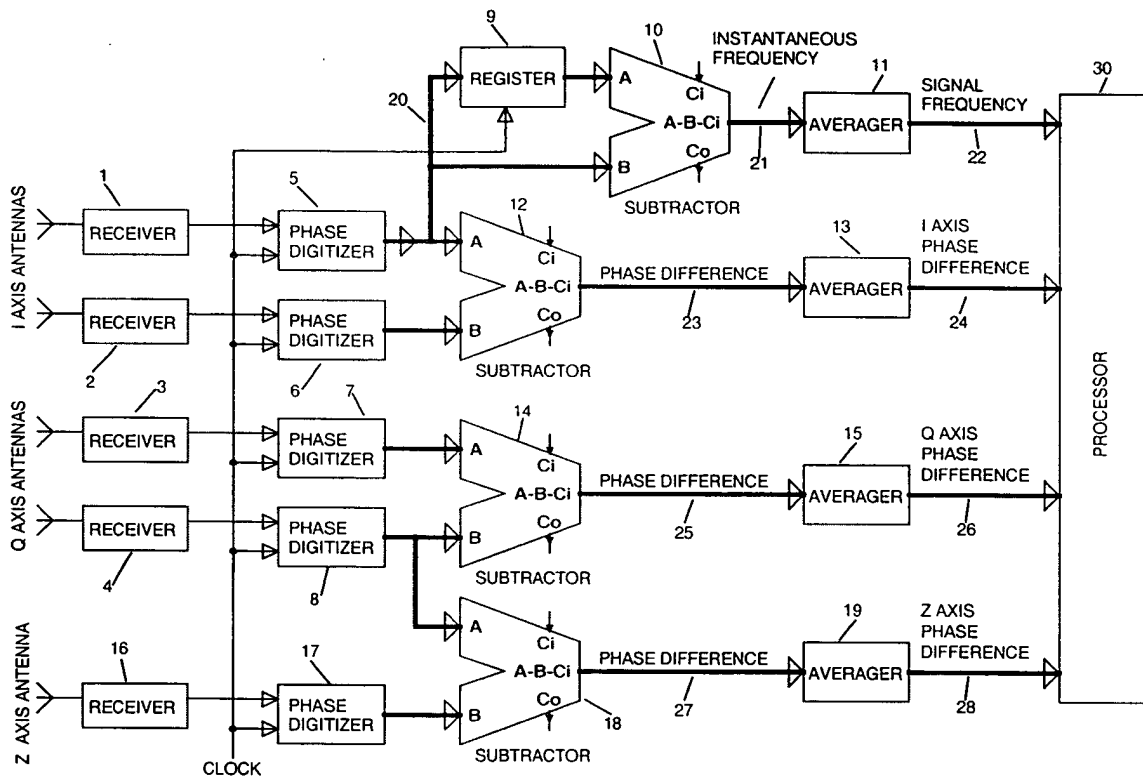 9
10
INSTANTANEOUS
FREQUENCY
11
SIGNAL
FREQUENCY
30
REGISTER
A
Ci
A-B-Ci
Co
B
20
21
AVERAGER
22
SUBTRACTOR
1
5
12
13
I AXIS
PHASE
DIFFERENCE
I AXIS ANTENNAS
RECEIVER
PHASE
DIGITIZER
A
Ci
A-B-Ci
Co
B
PHASE DIFFERENCE
23
AVERAGER
24
RECEIVER
2
PHASE
DIGITIZER
6
SUBTRACTOR
PROCESSOR
3
7
14
15
Q AXIS
PHASE
DIFFERENCE
Q AXIS ANTENNAS
RECEIVER
PHASE
DIGITIZER
A
Ci
A-B-Ci
Co
B
PHASE DIFFERENCE
25
AVERAGER
26
RECEIVER
4
PHASE
DIGITIZER
8
SUBTRACTOR
A
Ci
A-B-Ci
Co
B
PHASE DIFFERENCE
27
19
AVERAGER
Z AXIS
PHASE
DIFFERENCE
28
Z AXIS ANTENNA
16
RECEIVER
17
PHASE
DIGITIZER
18
SUBTRACTOR
CLOCK